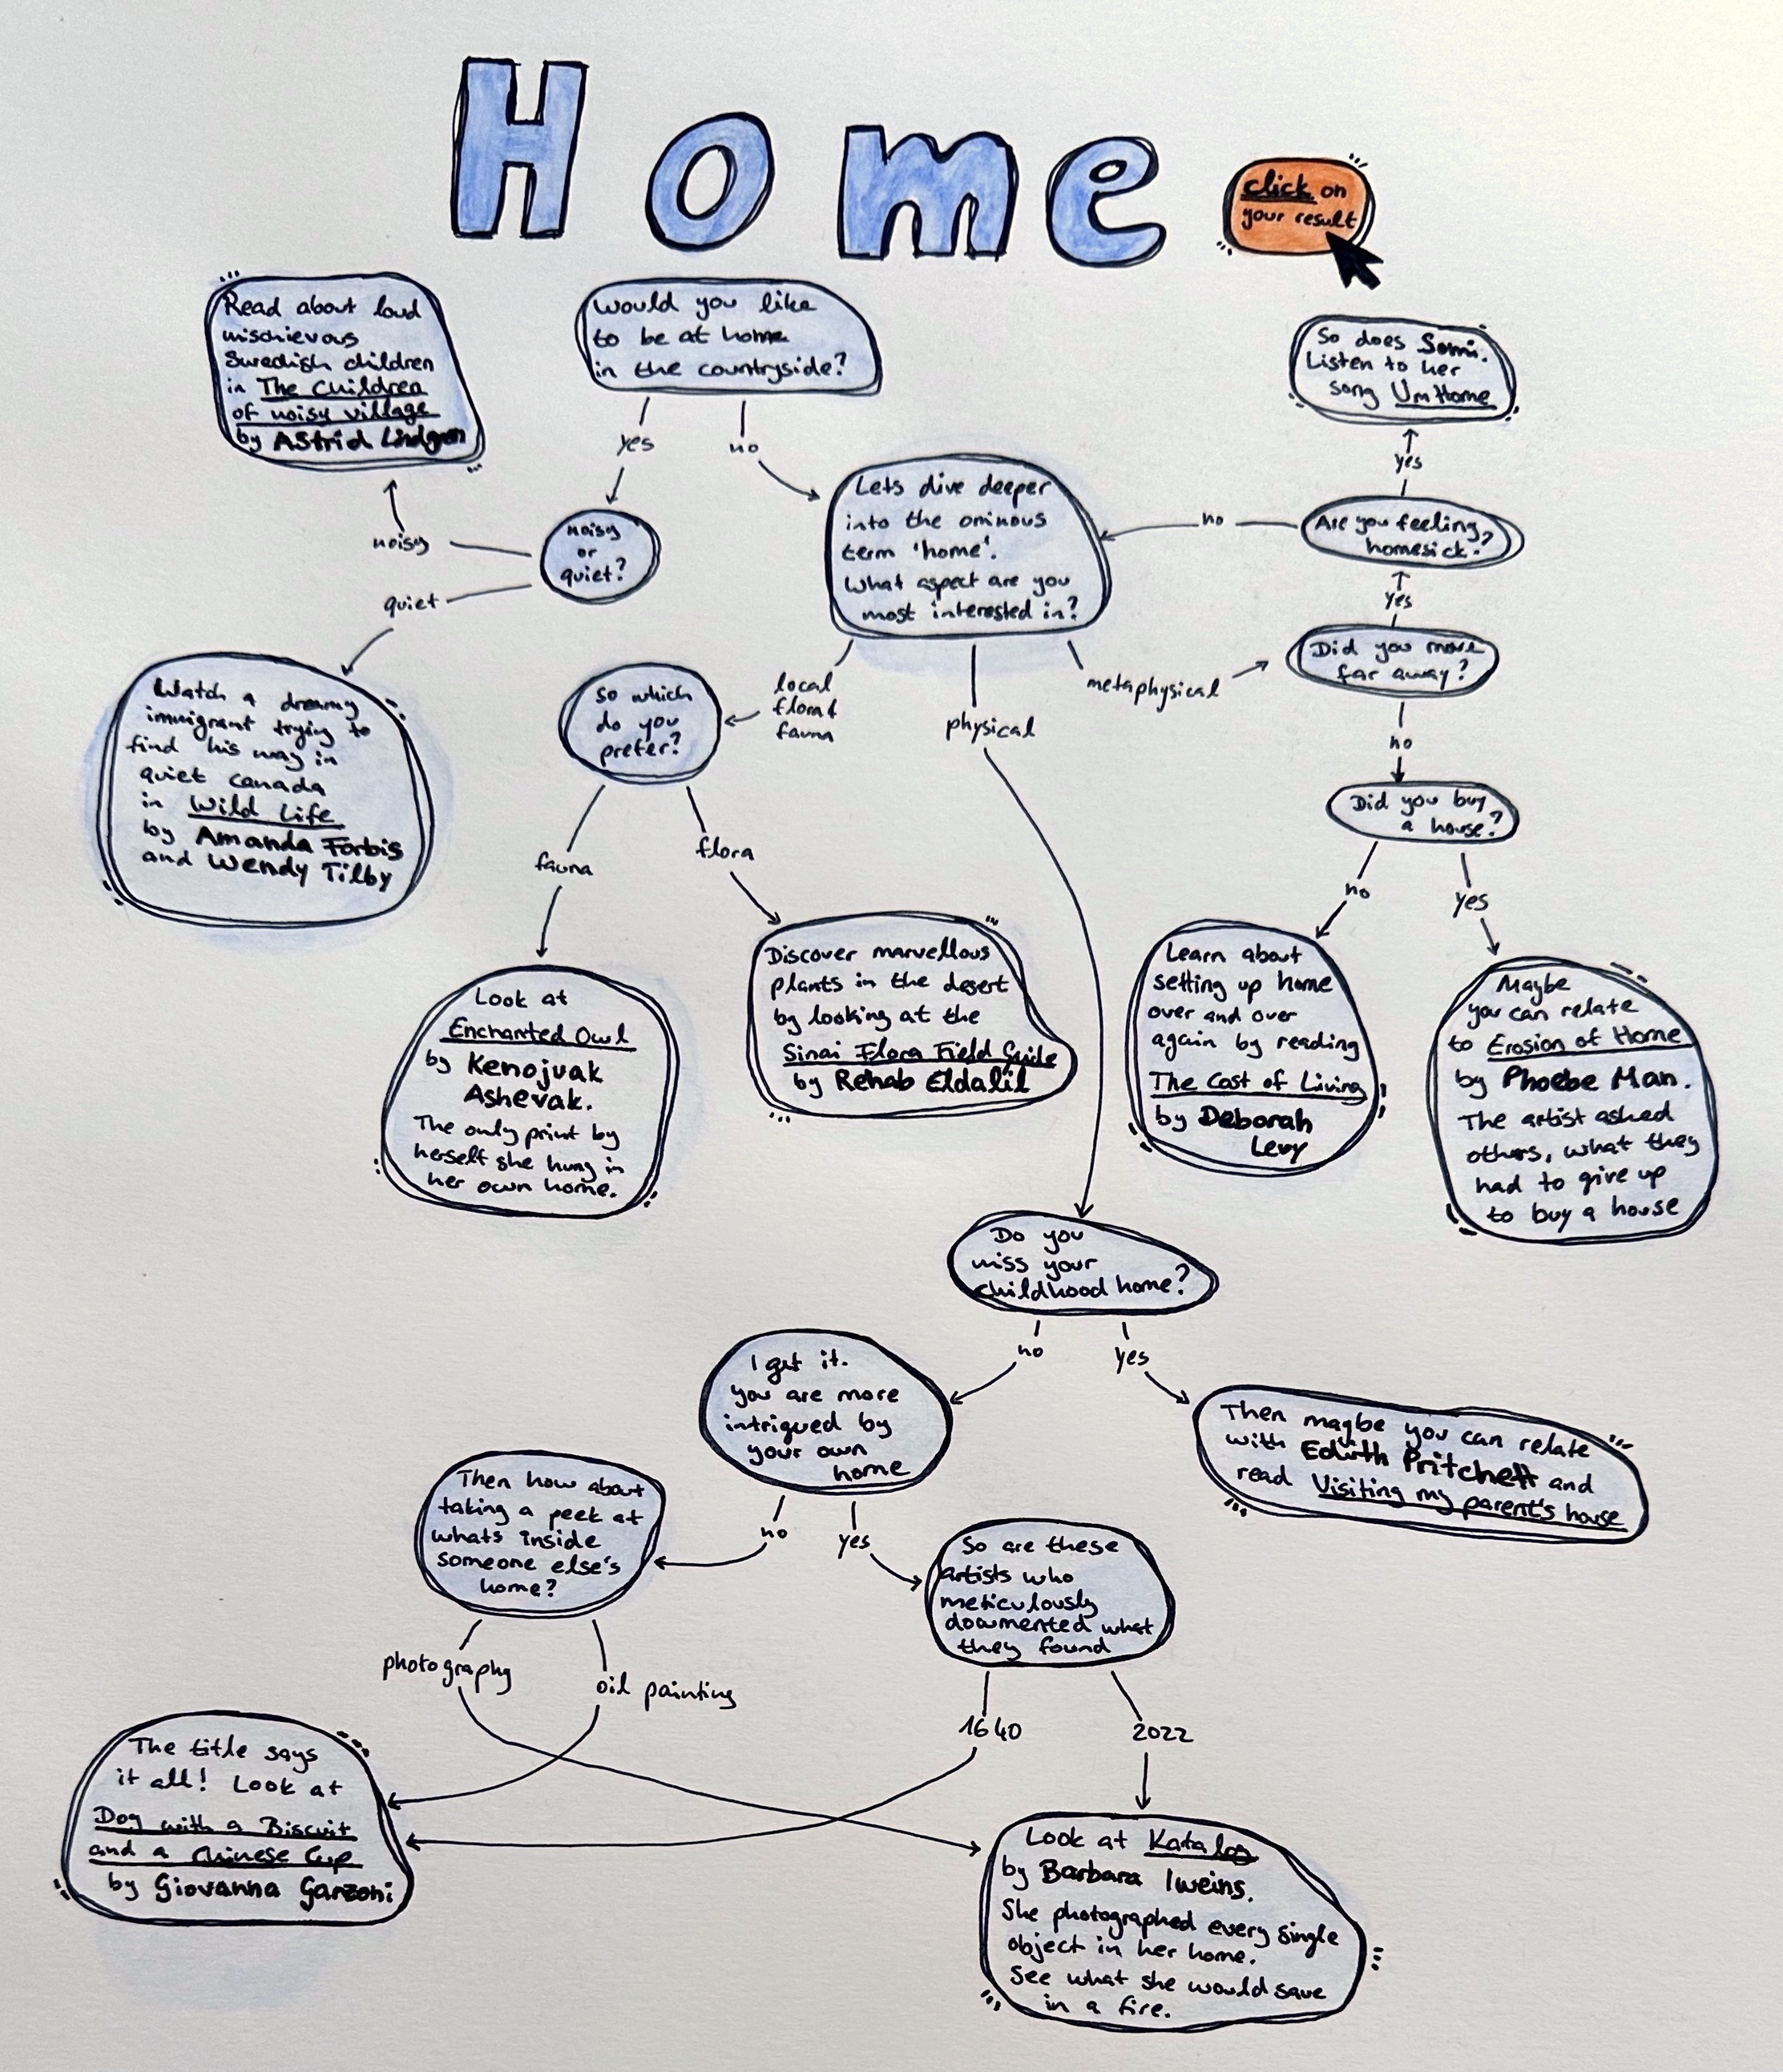 Home
click on
your result
Read about loud
mischievous
Swedish children
in The Children
of noisy village
by Astrid Lindgren
Would you like
to be at home
in the countryside?
So does Somi.
Listen to her
song UmHome
yes
no
yes
noisy
or
quiet?
noisy
quiet
Lets dive deeper
into the ominous
term 'home'.
What aspect are you
most interested in?
no
Are you feeling
homesick?
yes
Did you move
far away?
Watch a dreamy
immigrant trying to
find his way in
quiet canada
in Wild Life
by Amanda Forbis
and Wendy Tilby
So which
do you
prefer?
local
flora &
fauna
physical
metaphysical
no
Did you buy
a house?
fauna
flora
no
yes
Look at
Enchanted Owl
by Kenojuak
Ashevak.
The only print by
herself she hung in
her own home.
Discover marvellous
plants in the desert
by looking at the
Sinai Flora Field Guide
by Rehab Eldalil
Learn about
setting up home
over and over
again by reading
The Cost of Living
by Deborah
Levy
Maybe
you can relate
to Erosion of Home
by Phoebe Man.
The artist asked
others, what they
had to give up
to buy a house
Do you
miss your
childhood home?
no
yes
I get it.
you are more
intrigued by
your own
home
Then maybe you can relate
with Edith Pritchett and
read Visiting my parent's house
no
yes
Then how about
taking a peek at
whats inside
someone else's
home?
So are these
artists who
meticulously
documented what
they found
photography
oil painting
1640
2022
The title says
it all! Look at
Dog with a Biscuit
and a Chinese Cup
by Giovanna Garzoni
Look at Katalog
by Barbara Iweins.
She photographed every single
object in her home.
See what she would save
in a fire.